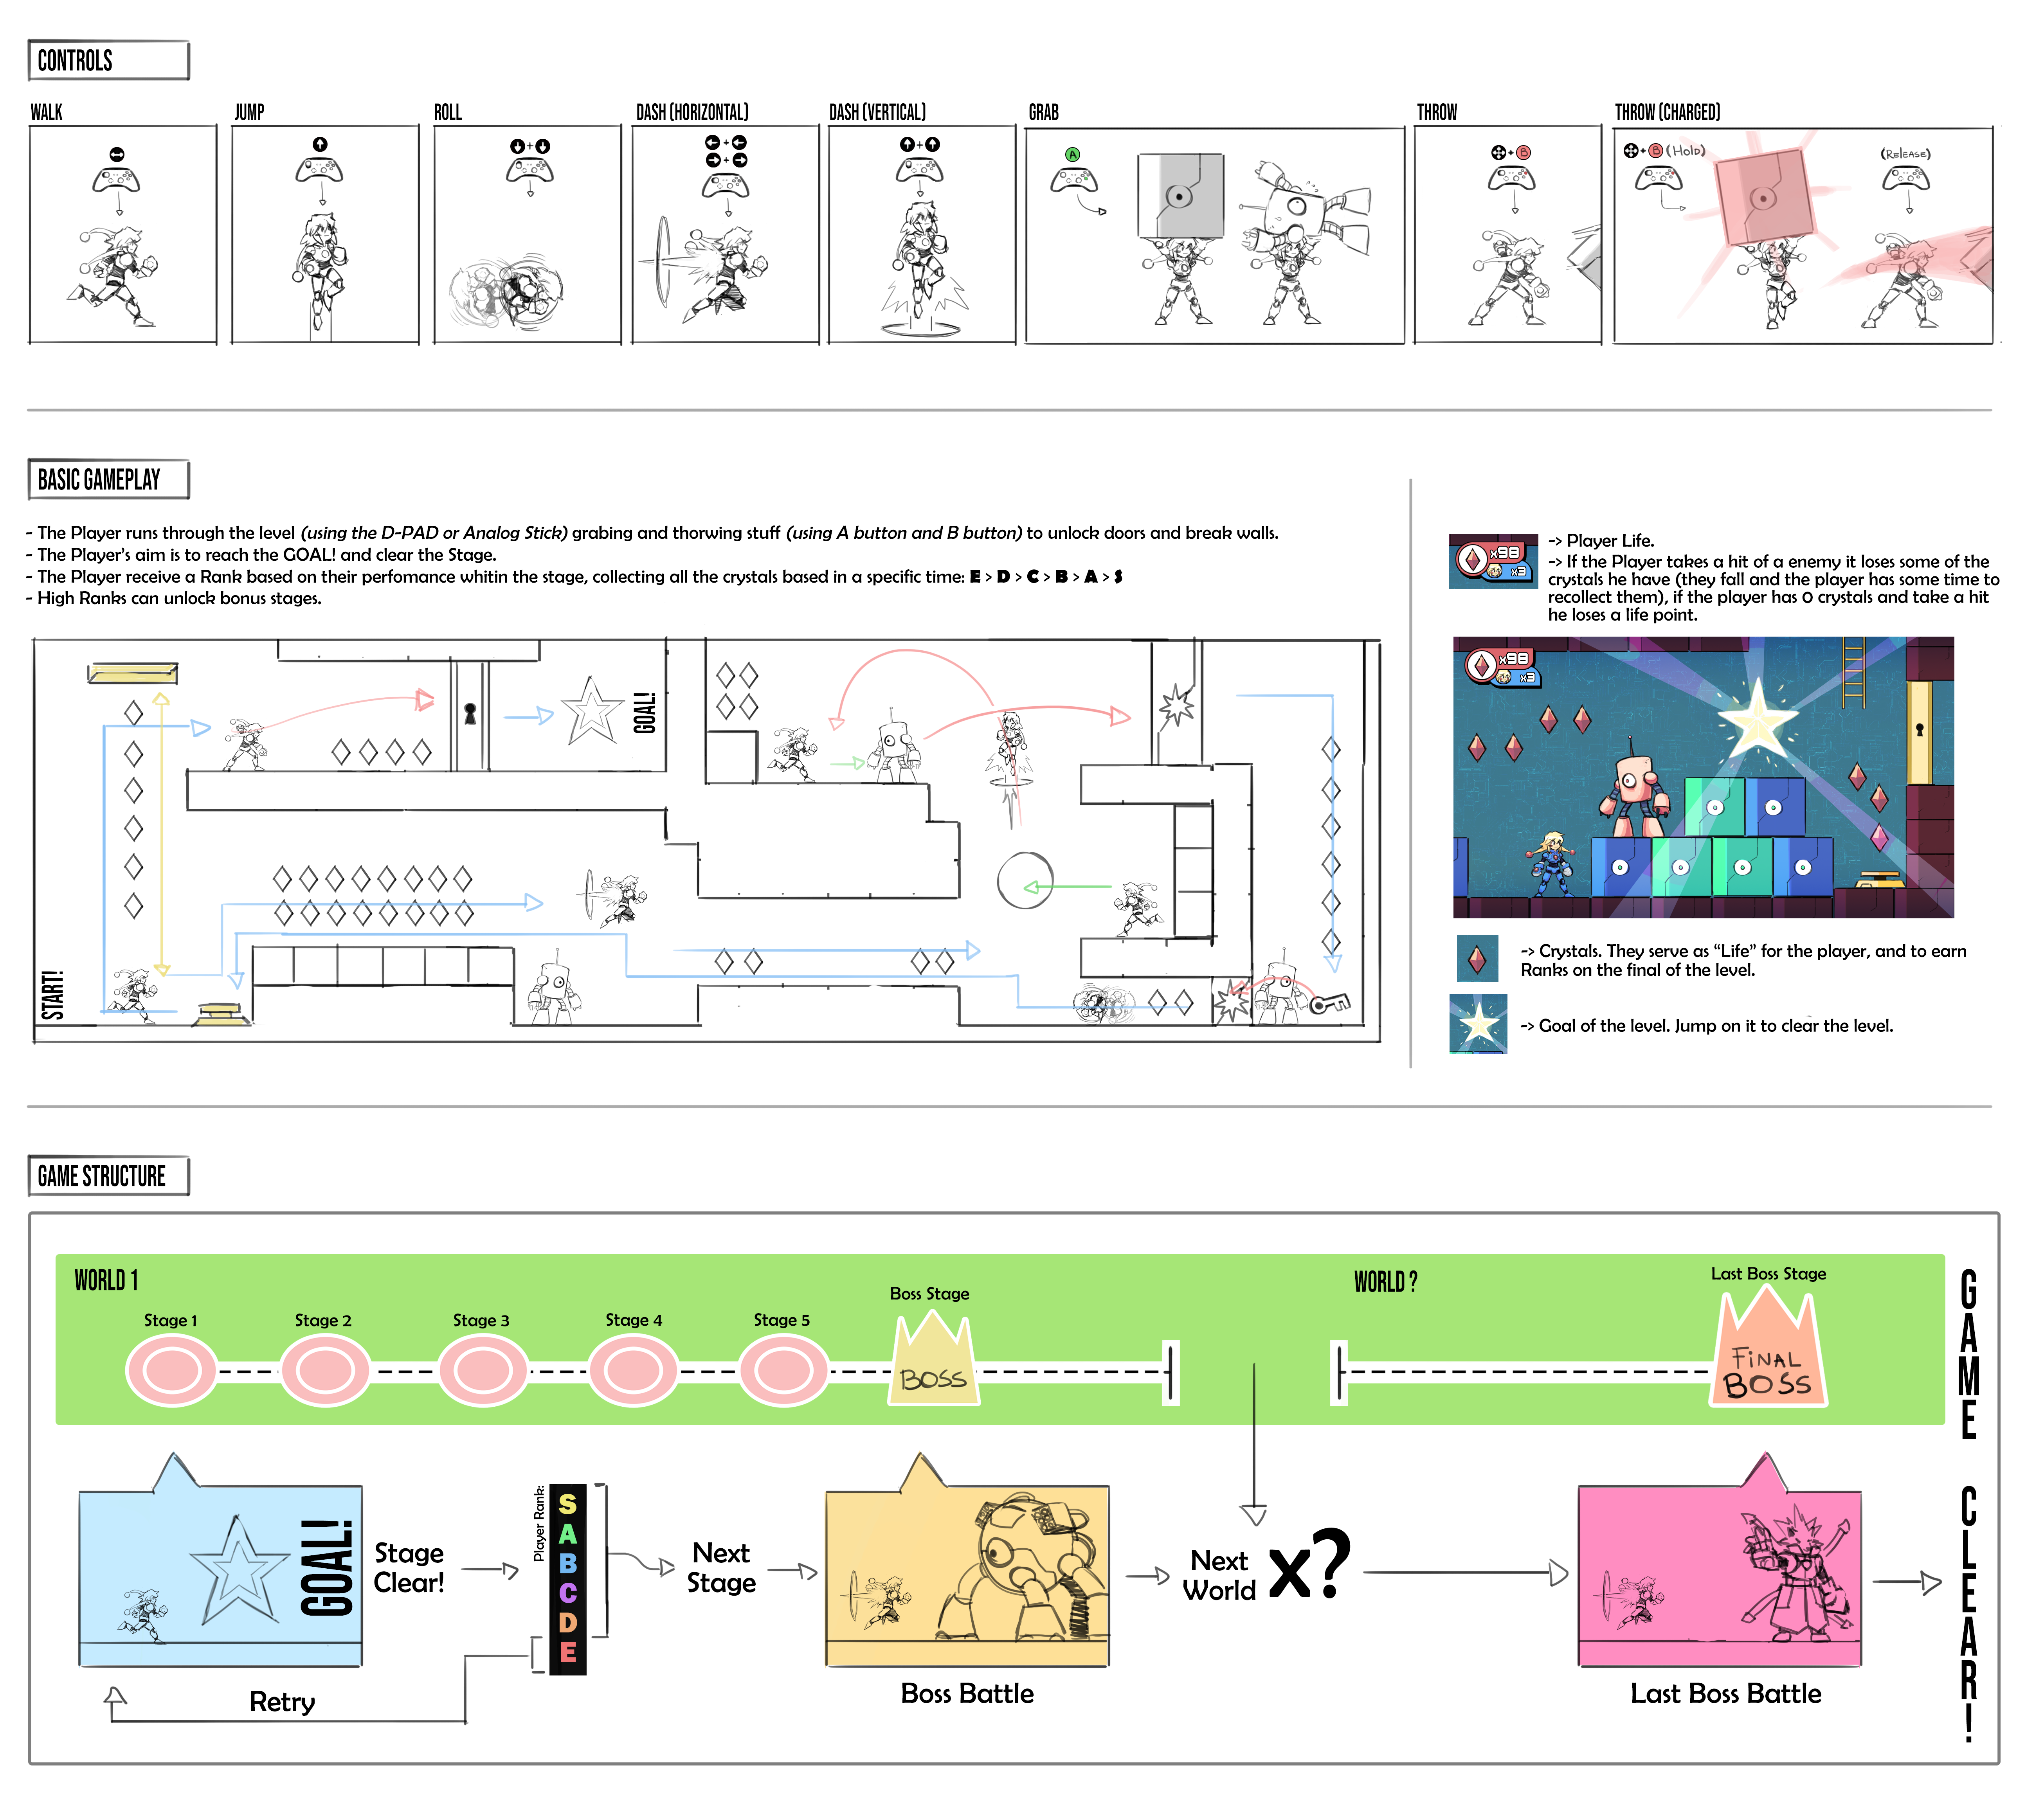 CONTROLS
WALK
JUMP
ROLL
DASH (HORIZONTAL)
DASH (VERTICAL)
GRAB
THROW
THROW (CHARGED)
+
+
+
+
A
+ B
+ B (Hold)
(Release)
BASIC GAMEPLAY
- The Player runs through the level (using the D-PAD or Analog Stick) grabing and thorwing stuff (using A button and B button) to unlock doors and break walls.
- The Player's aim is to reach the GOAL! and clear the Stage.
- The Player receive a Rank based on their perfomance whitin the stage, collecting all the crystals based in a specific time: E > D > C > B > A > S
- High Ranks can unlock bonus stages.
START!
GOAL!
x98
x3
-> Player Life.
-> If the Player takes a hit of a enemy it loses some of the
crystals he have (they fall and the player has some time to
recollect them), if the player has 0 crystals and take a hit
he loses a life point.
x98
x3
-> Crystals. They serve as "Life" for the player, and to earn
Ranks on the final of the level.
-> Goal of the level. Jump on it to clear the level.
GAME STRUCTURE
WORLD 1
Stage 1
Stage 2
Stage 3
Stage 4
Stage 5
Boss Stage
BOSS
WORLD ?
Last Boss Stage
FINAL
BOSS
GAME CLEAR!
GOAL!
Stage
Clear!
Player Rank:
S
A
B
C
D
E
Next
Stage
Next
World
x?
Retry
Boss Battle
Last Boss Battle